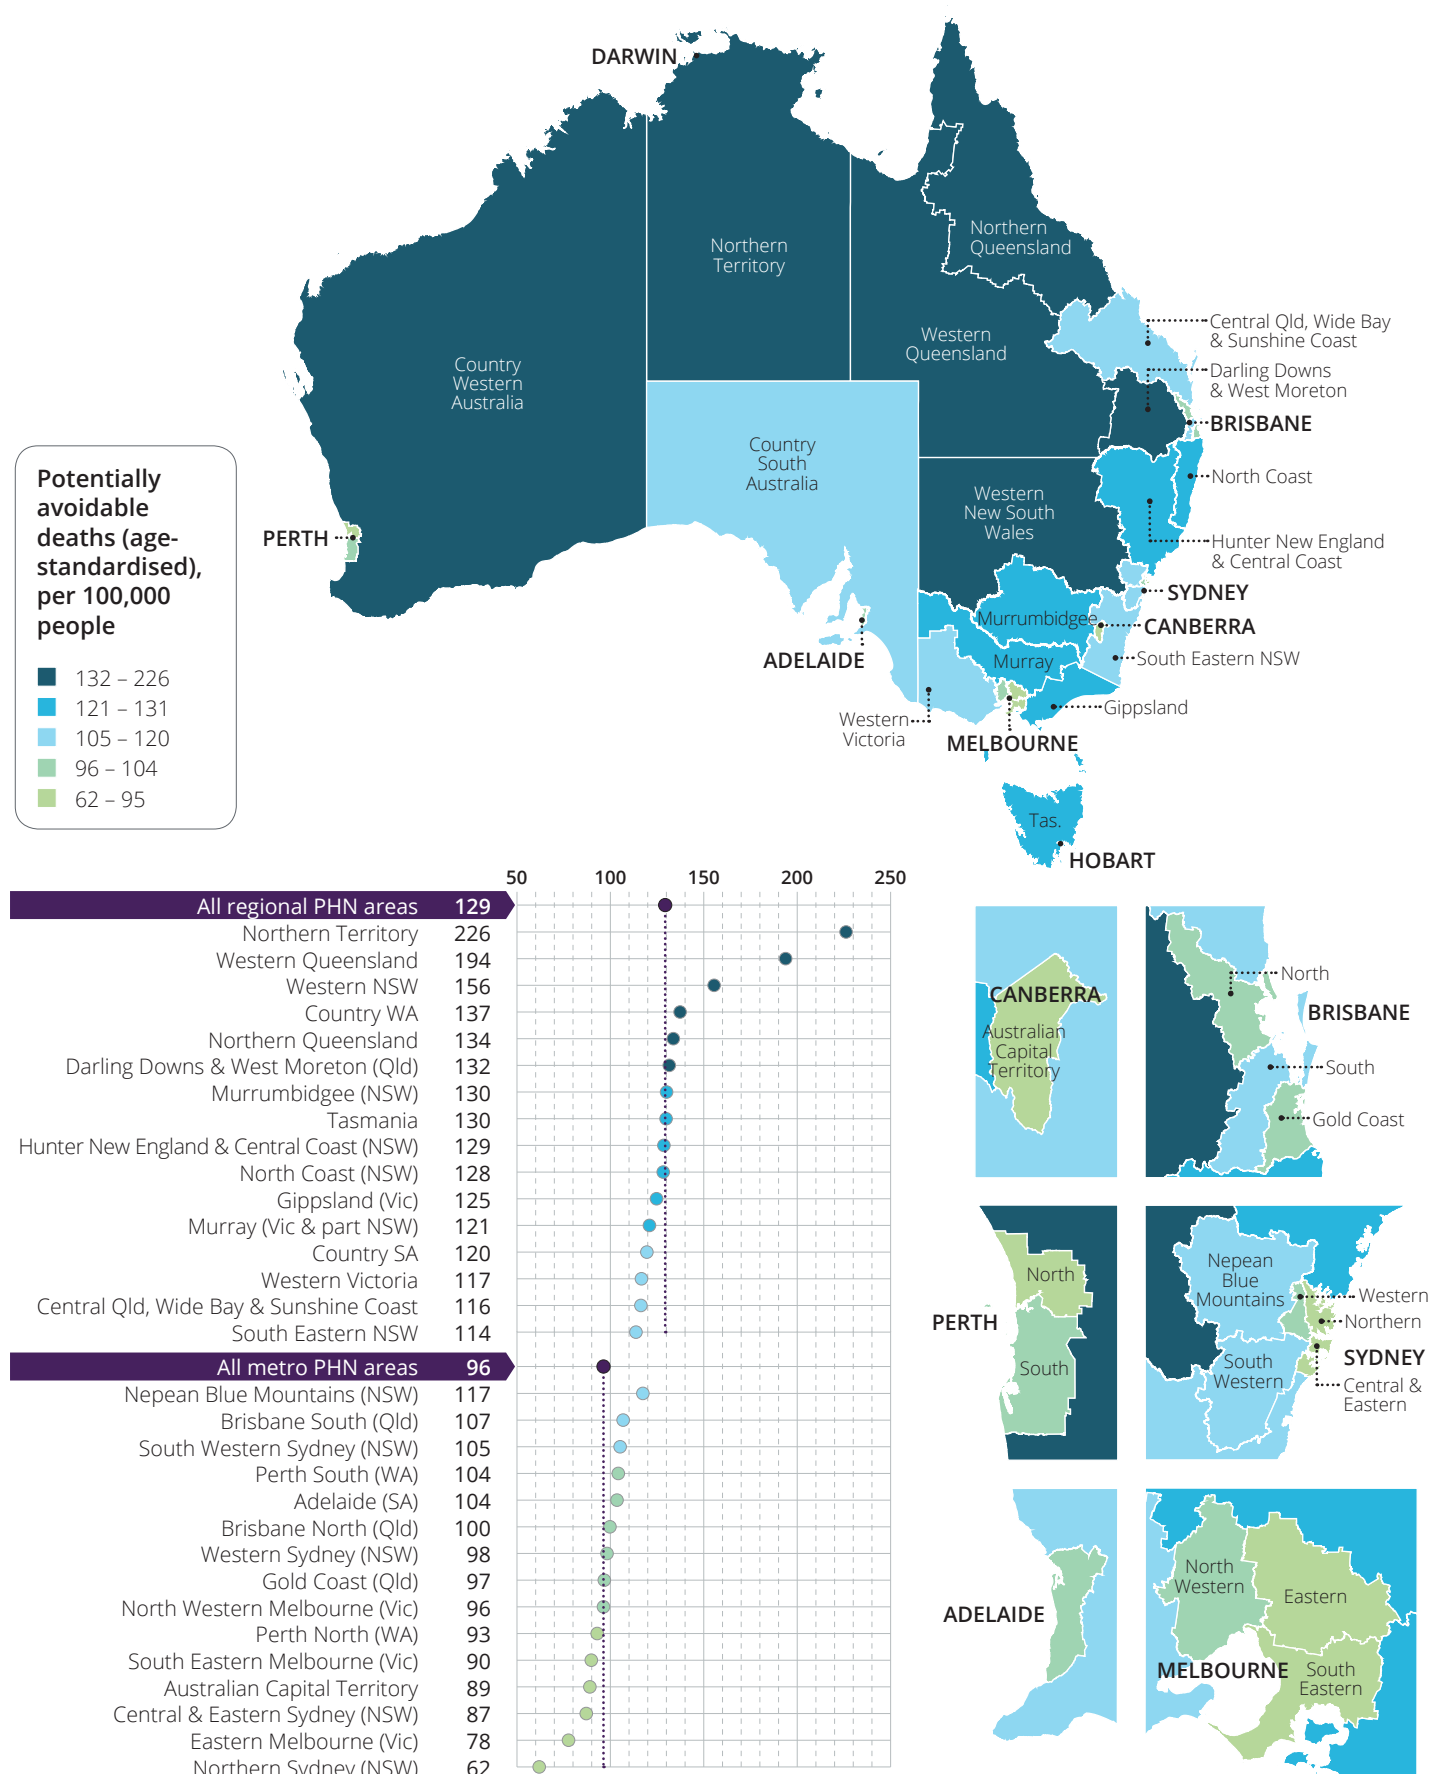 DARWIN
Northern
Territory
Northern
Queensland
Western
Queensland
Country
Western
Australia
Central Qld, Wide Bay
& Sunshine Coast
Darling Downs
& West Moreton
BRISBANE
Country
South
Australia
North Coast
Western
New South
Wales
PERTH
Hunter New England
& Central Coast
SYDNEY
Murrumbidgee
CANBERRA
ADELAIDE
Murray
South Eastern NSW
Gippsland
Western
Victoria
MELBOURNE
Tas.
HOBART
Potentially
avoidable
deaths (age-
standardised),
per 100,000
people
132 – 226
121 – 131
105 – 120
96 – 104
62 – 95
50 100 150 200 250
All regional PHN areas 129
Northern Territory 226
Western Queensland 194
Western NSW 156
Country WA 137
Northern Queensland 134
Darling Downs & West Moreton (Qld) 132
Murrumbidgee (NSW) 130
Tasmania 130
Hunter New England & Central Coast (NSW) 129
North Coast (NSW) 128
Gippsland (Vic) 125
Murray (Vic & part NSW) 121
Country SA 120
Western Victoria 117
Central Qld, Wide Bay & Sunshine Coast 116
South Eastern NSW 114
All metro PHN areas 96
Nepean Blue Mountains (NSW) 117
Brisbane South (Qld) 107
South Western Sydney (NSW) 105
Perth South (WA) 104
Adelaide (SA) 104
Brisbane North (Qld) 100
Western Sydney (NSW) 98
Gold Coast (Qld) 97
North Western Melbourne (Vic) 96
Perth North (WA) 93
South Eastern Melbourne (Vic) 90
Australian Capital Territory 89
Central & Eastern Sydney (NSW) 87
Eastern Melbourne (Vic) 78
Northern Sydney (NSW) 62
CANBERRA
Australian
Capital
Territory
North
BRISBANE
South
Gold Coast
North
PERTH
South
Nepean
Blue
Mountains
Western
Northern
SYDNEY
South
Western
Central &
Eastern
ADELAIDE
North
Western
Eastern
MELBOURNE
South
Eastern